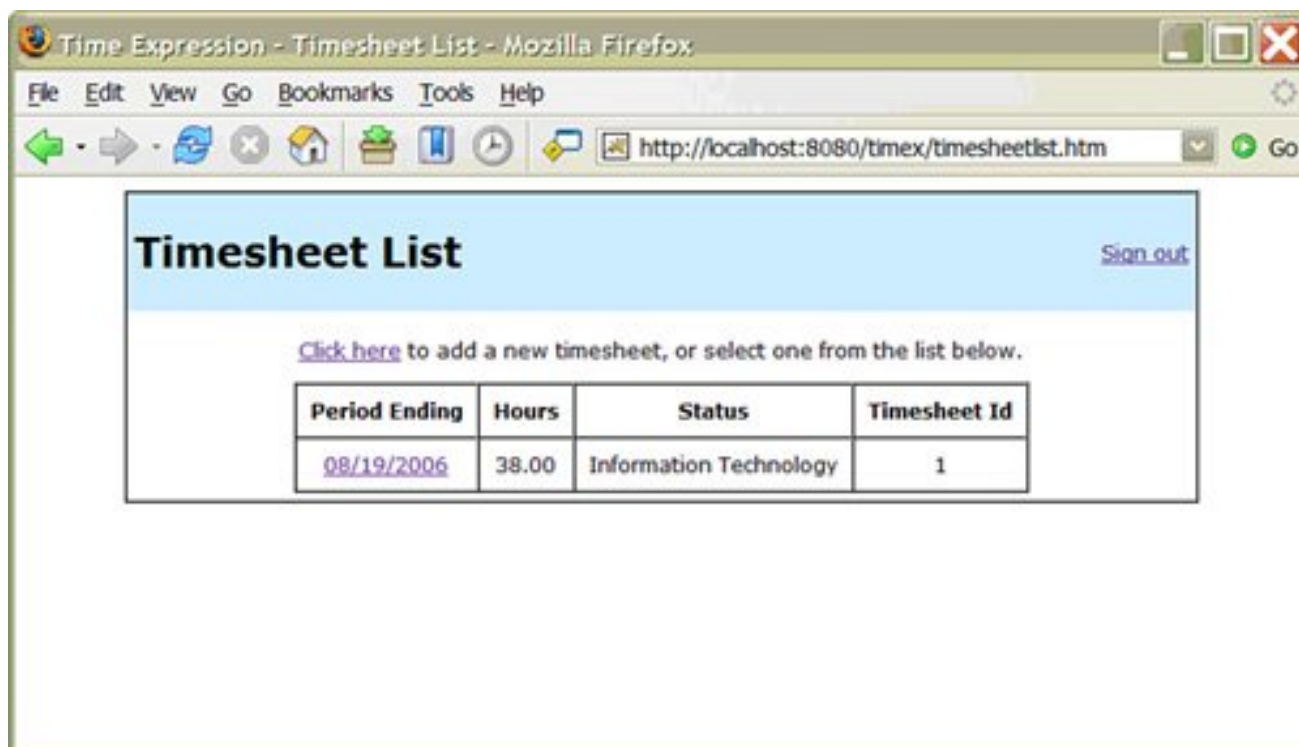 Time Expression - Timesheet List - Mozilla Firefox
File Edit View Go Bookmarks Tools Help
http://localhost:8080/timex/timesheetlist.htm Go
Timesheet List Sign out
Click here to add a new timesheet, or select one from the list below.
Period Ending Hours Status Timesheet Id
08/19/2006 38.00 Information Technology 1